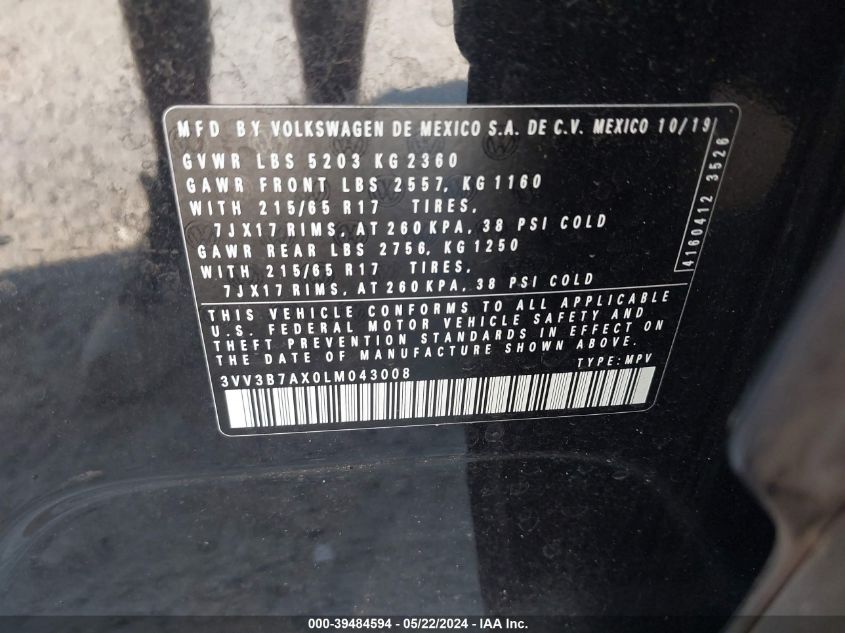 MFD BY VOLKSWAGEN DE MEXICO S.A. DE C.V. MEXICO 10/19
GVWR LBS 5203 KG 2360
GAWR FRONT LBS 2557, KG 1160
WITH 215/65 R17 TIRES,
7JX17 RIMS, AT 260 KPA, 38 PSI COLD
GAWR REAR LBS 2756, KG 1250
WITH 215/65 R17 TIRES,
7JX17 RIMS, AT 260 KPA, 38 PSI COLD
4160412 3526
THIS VEHICLE CONFORMS TO ALL APPLICABLE
U.S. FEDERAL MOTOR VEHICLE SAFETY AND
THEFT PREVENTION STANDARDS IN EFFECT ON
THE DATE OF MANUFACTURE SHOWN ABOVE.
3VV3B7AX0LM043008 TYPE: MPV
000-39484594 - 05/22/2024 - IAA Inc.